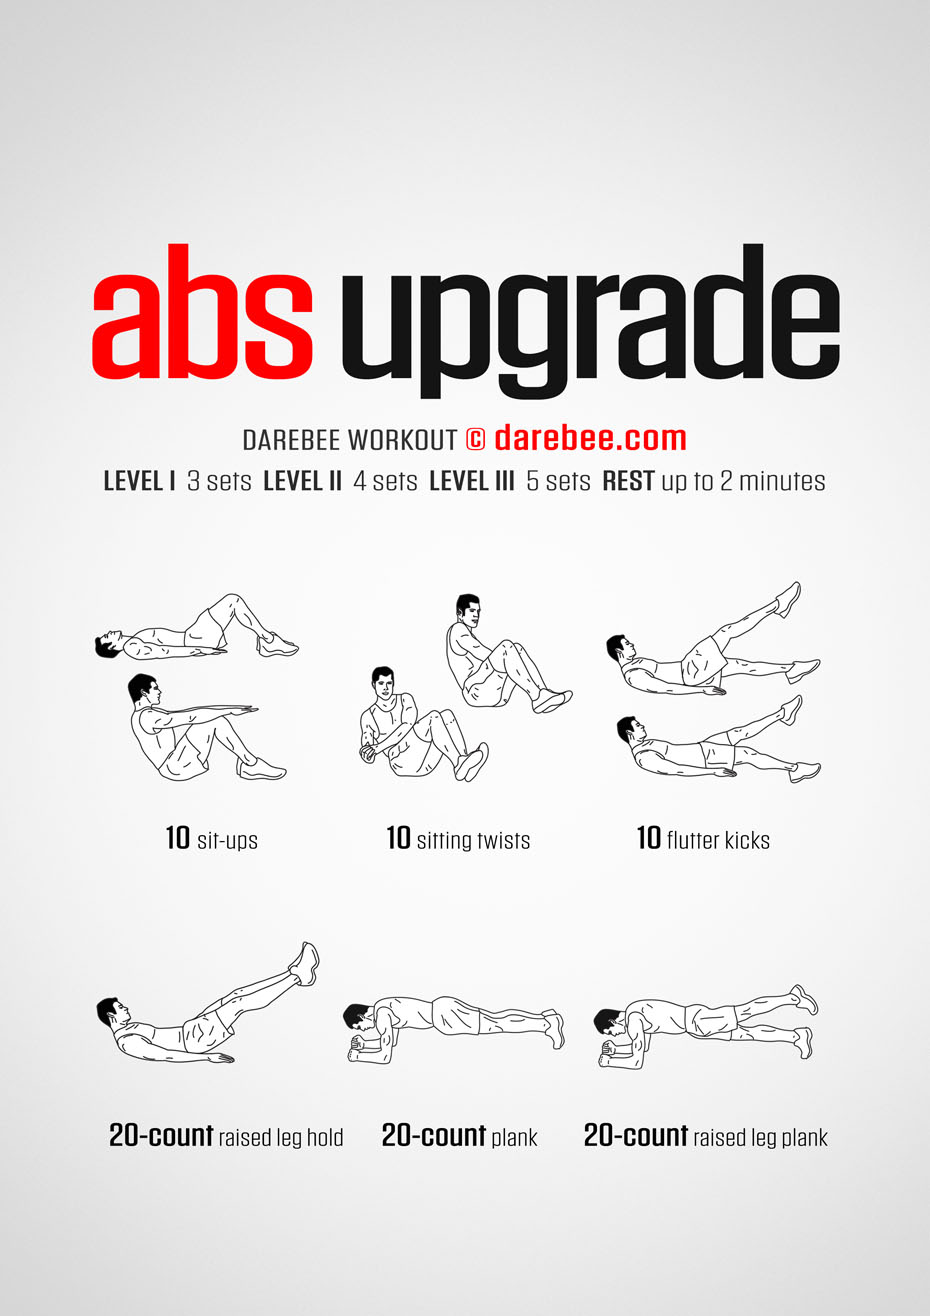 abs upgrade
DAREBEE WORKOUT © darebee.com
LEVEL I 3 sets LEVEL II 4 sets LEVEL III 5 sets REST up to 2 minutes
10 sit-ups
10 sitting twists
10 flutter kicks
20-count raised leg hold
20-count plank
20-count raised leg plank